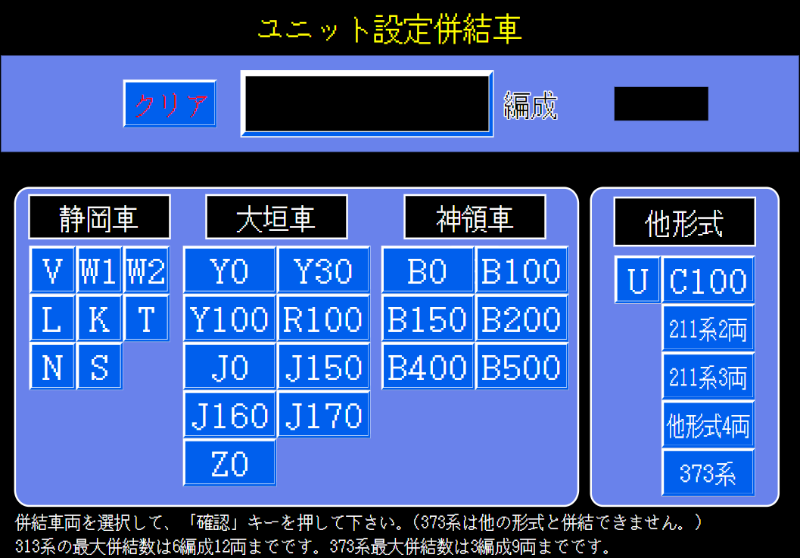 ユニット設定併結車
クリア 編成
静岡車 大垣車 神領車 他形式
V W1 W2 Y0 Y30 B0 B100 U C100
L K T Y100 R100 B150 B200 211系2両
N S J0 J150 B400 B500 211系3両
J160 J170 他形式4両
Z0 373系
併結車両を選択して、「確認」キーを押して下さい。(373系は他の形式と併結できません。)
313系の最大併結数は6編成12両までです。373系最大併結数は3編成9両までです。